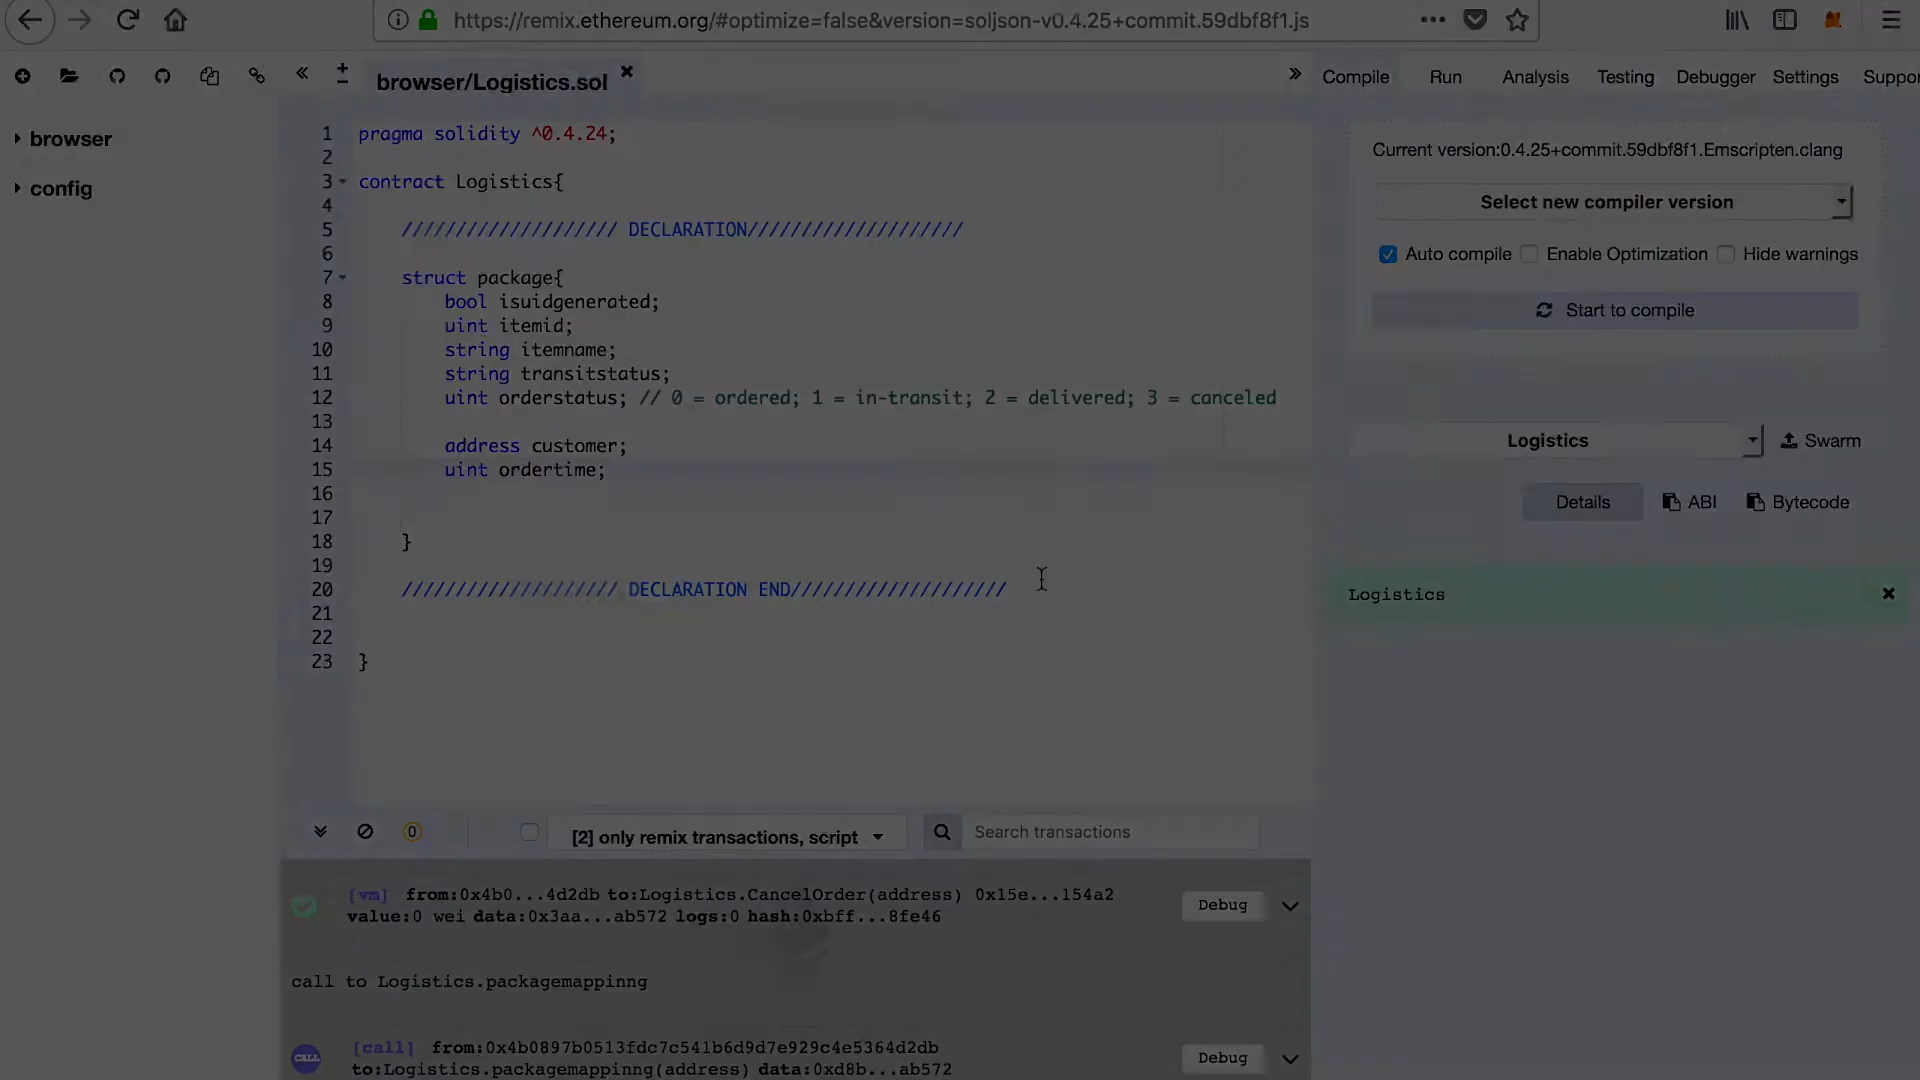 https://remix.ethereum.org/#optimize=false&version=soljson-v0.4.25+commit.59dbf8f1.js
browser/Logistics.sol
Compile Run Analysis Testing Debugger Settings Suppor
browser
config
1 pragma solidity ^0.4.24;
2
3 contract Logistics{
4
5 //////////////////// DECLARATION////////////////////
6
7 struct package{
8 bool isuidgenerated;
9 uint itemid;
10 string itemname;
11 string transitstatus;
12 uint orderstatus; // 0 = ordered; 1 = in-transit; 2 = delivered; 3 = canceled
13
14 address customer;
15 uint ordertime;
16
17
18 }
19
20 //////////////////// DECLARATION END////////////////////
21
22
23 }
Current version:0.4.25+commit.59dbf8f1.Emscripten.clang
Select new compiler version
Auto compile Enable Optimization Hide warnings
Start to compile
Logistics Swarm
Details ABI Bytecode
Logistics
0 [2] only remix transactions, script Search transactions
[vm] from:0x4b0...4d2db to:Logistics.CancelOrder(address) 0x15e...154a2
value:0 wei data:0x3aa...ab572 logs:0 hash:0xbff...8fe46
Debug
call to Logistics.packagemappinng
CALL
[call] from:0x4b0897b0513fdc7c541b6d9d7e929c4e5364d2db
to:Logistics.packagemappinng(address) data:0xd8b...ab572
Debug